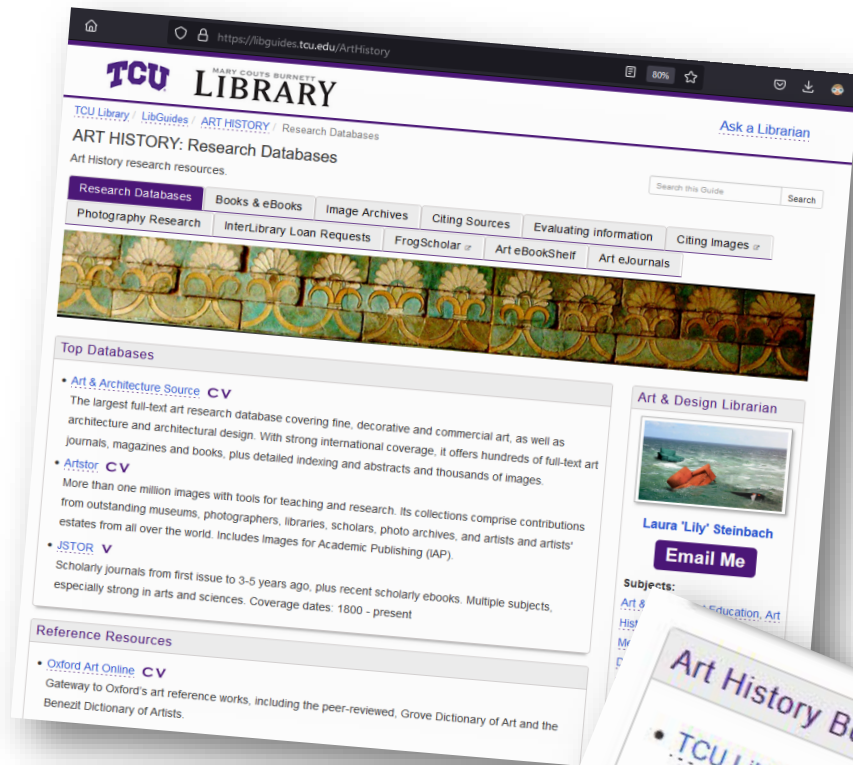 https://libguides.tcu.edu/ArtHistory
80%
TCU
MARY COUTS BURNETT
LIBRARY
TCU Library / LibGuides / ART HISTORY / Research Databases
Ask a Librarian
ART HISTORY: Research Databases
Art History research resources.
Search this Guide
Search
Research Databases
Books & eBooks
Image Archives
Citing Sources
Evaluating information
Citing Images
Photography Research
InterLibrary Loan Requests
FrogScholar
Art eBookShelf
Art eJournals
Top Databases
• Art & Architecture Source C V
The largest full-text art research database covering fine, decorative and commercial art, as well as
architecture and architectural design. With strong international coverage, it offers hundreds of full-text art
journals, magazines and books, plus detailed indexing and abstracts and thousands of images.
• Artstor C V
More than one million images with tools for teaching and research. Its collections comprise contributions
from outstanding museums, photographers, libraries, scholars, photo archives, and artists and artists'
estates from all over the world. Includes Images for Academic Publishing (IAP).
• JSTOR V
Scholarly journals from first issue to 3-5 years ago, plus recent scholarly ebooks. Multiple subjects,
especially strong in arts and sciences. Coverage dates: 1800 - present
Reference Resources
• Oxford Art Online C V
Gateway to Oxford's art reference works, including the peer-reviewed, Grove Dictionary of Art and the
Benezit Dictionary of Artists.
Art & Design Librarian
Laura 'Lily' Steinbach
Email Me
Subjects:
Art & Education, Art
Art History
• TCU